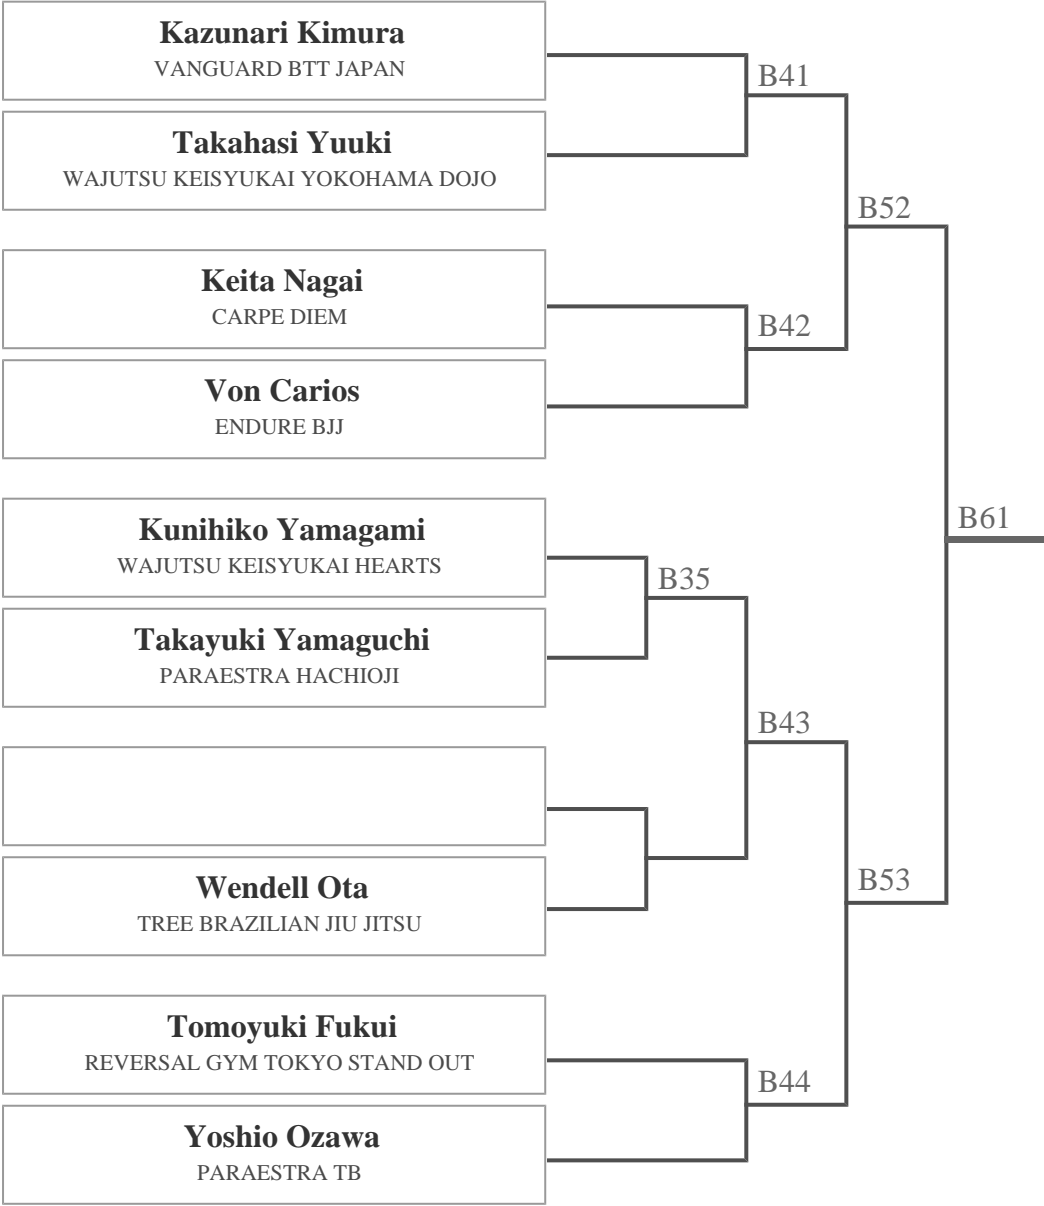 Kazunari Kimura
VANGUARD BTT JAPAN
B41
Takahasi Yuuki
WAJUTSU KEISYUKAI YOKOHAMA DOJO
B52
Keita Nagai
CARPE DIEM
B42
Von Carios
ENDURE BJJ
Kunihiko Yamagami
WAJUTSU KEISYUKAI HEARTS
B61
B35
Takayuki Yamaguchi
PARAESTRA HACHIOJI
B43
Wendell Ota
TREE BRAZILIAN JIU JITSU
B53
Tomoyuki Fukui
REVERSAL GYM TOKYO STAND OUT
B44
Yoshio Ozawa
PARAESTRA TB